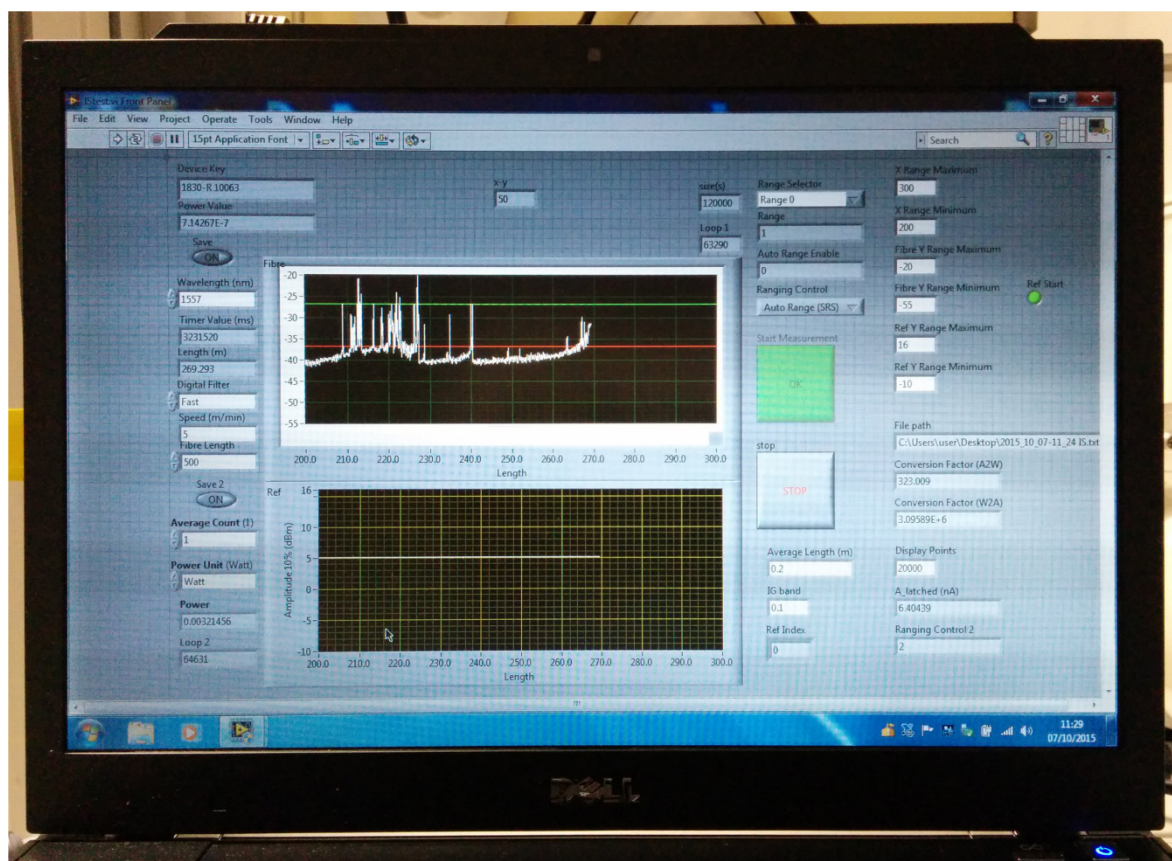 IStest.vi Front Panel
File Edit View Project Operate Tools Window Help
15pt Application Font
Search
Device Key
1830-R.10063
Power Value
7.14267E-7
Save
ON
Wavelength (nm)
1557
Timer Value (ms)
3231520
Length (m)
269.293
Digital Filter
Fast
Speed (m/min)
5
Fibre Length
500
Save 2
ON
Average Count (1)
1
Power Unit (Watt)
Watt
Power
0.00321456
Loop 2
64631
x-y
50
size(s)
120000
Loop 1
63290
Fibre
-20
-25
-30
-35
-40
-45
-50
-55
200.0 210.0 220.0 230.0 240.0 250.0 260.0 270.0 280.0 290.0 300.0
Length
Ref
Amplitude 10% (dBm)
16
10
5
0
-5
-10
200.0 210.0 220.0 230.0 240.0 250.0 260.0 270.0 280.0 290.0 300.0
Length
Range Selector
Range 0
Range
1
Auto Range Enable
0
Ranging Control
Auto Range (SRS)
Start Measurement
OK
stop
STOP
Average Length (m)
0.2
IG band
0.1
Ref Index
0
X Range Maximum
300
X Range Minimum
200
Fibre Y Range Maximum
-20
Fibre Y Range Minimum
-55
Ref Start
Ref Y Range Maximum
16
Ref Y Range Minimum
-10
File path
C:\Users\user\Desktop\2015_10_07-11_24 IS.txt
Conversion Factor (A2W)
323.009
Conversion Factor (W2A)
3.09589E+6
Display Points
20000
A_latched (nA)
6.40439
Ranging Control 2
2
11:29
07/10/2015
DELL